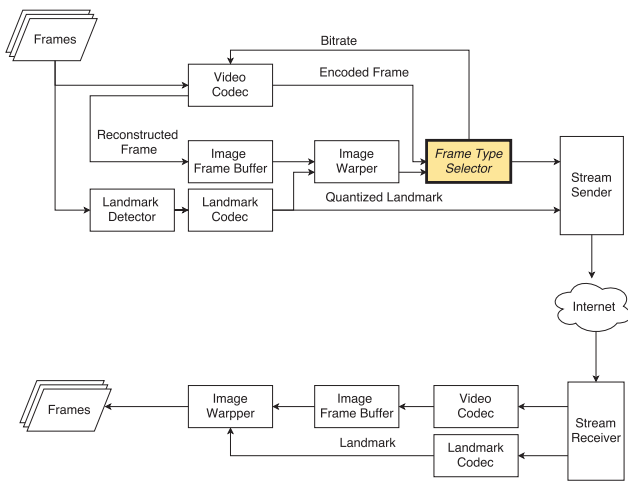 Frames
Bitrate
Video
Codec
Encoded Frame
Reconstructed
Frame
Image
Frame Buffer
Image
Warper
Frame Type
Selector
Stream
Sender
Landmark
Detector
Landmark
Codec
Quantized Landmark
Internet
Frames
Image
Warpper
Image
Frame Buffer
Video
Codec
Stream
Receiver
Landmark
Landmark
Codec